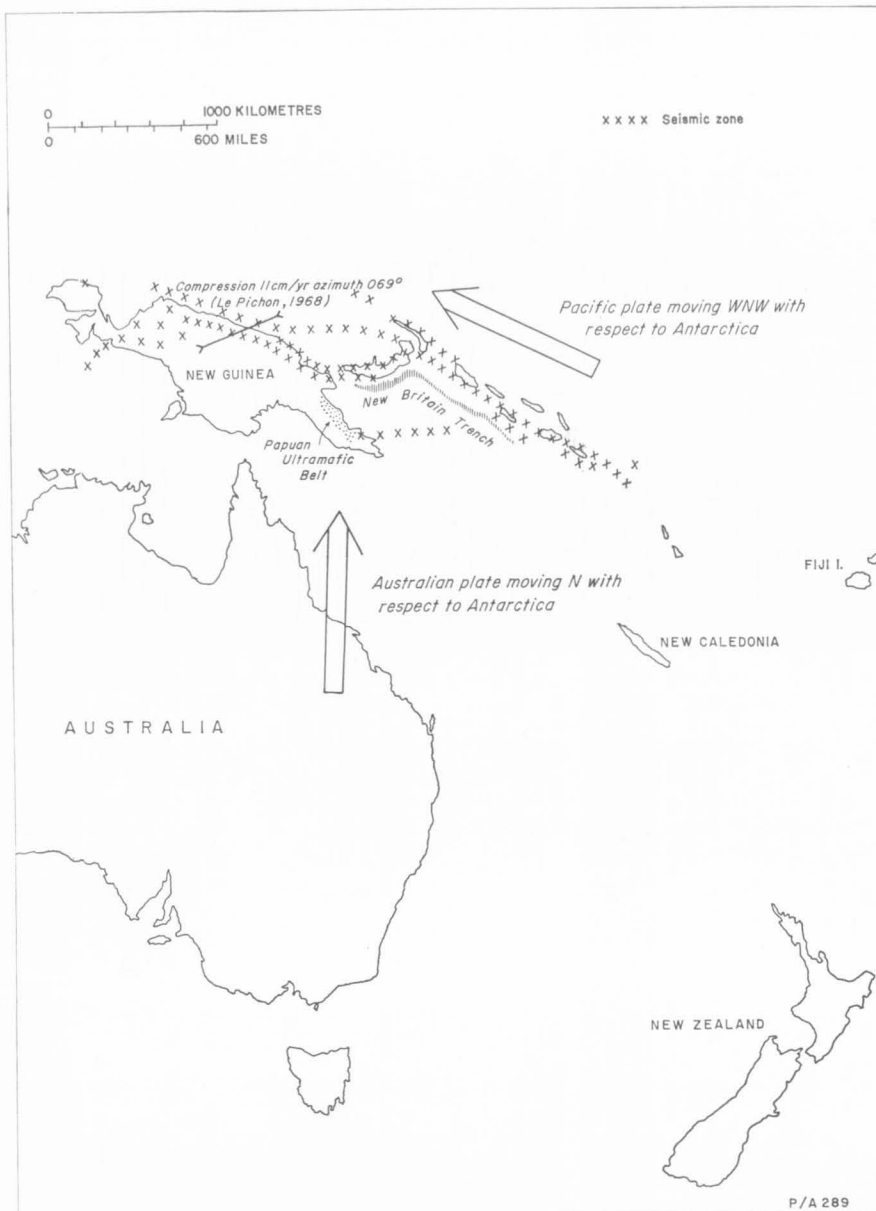 0 1000 KILOMETRES
0 600 MILES
x x x x Seismic zone
Compression 11cm/yr azimuth 069°
(Le Pichon, 1968)
Pacific plate moving WNW with
respect to Antarctica
NEW GUINEA
New Britain Trench
Papuan
Ultramafic
Belt
Australian plate moving N with
respect to Antarctica
FIJI I.
NEW CALEDONIA
AUSTRALIA
NEW ZEALAND
P/A 289